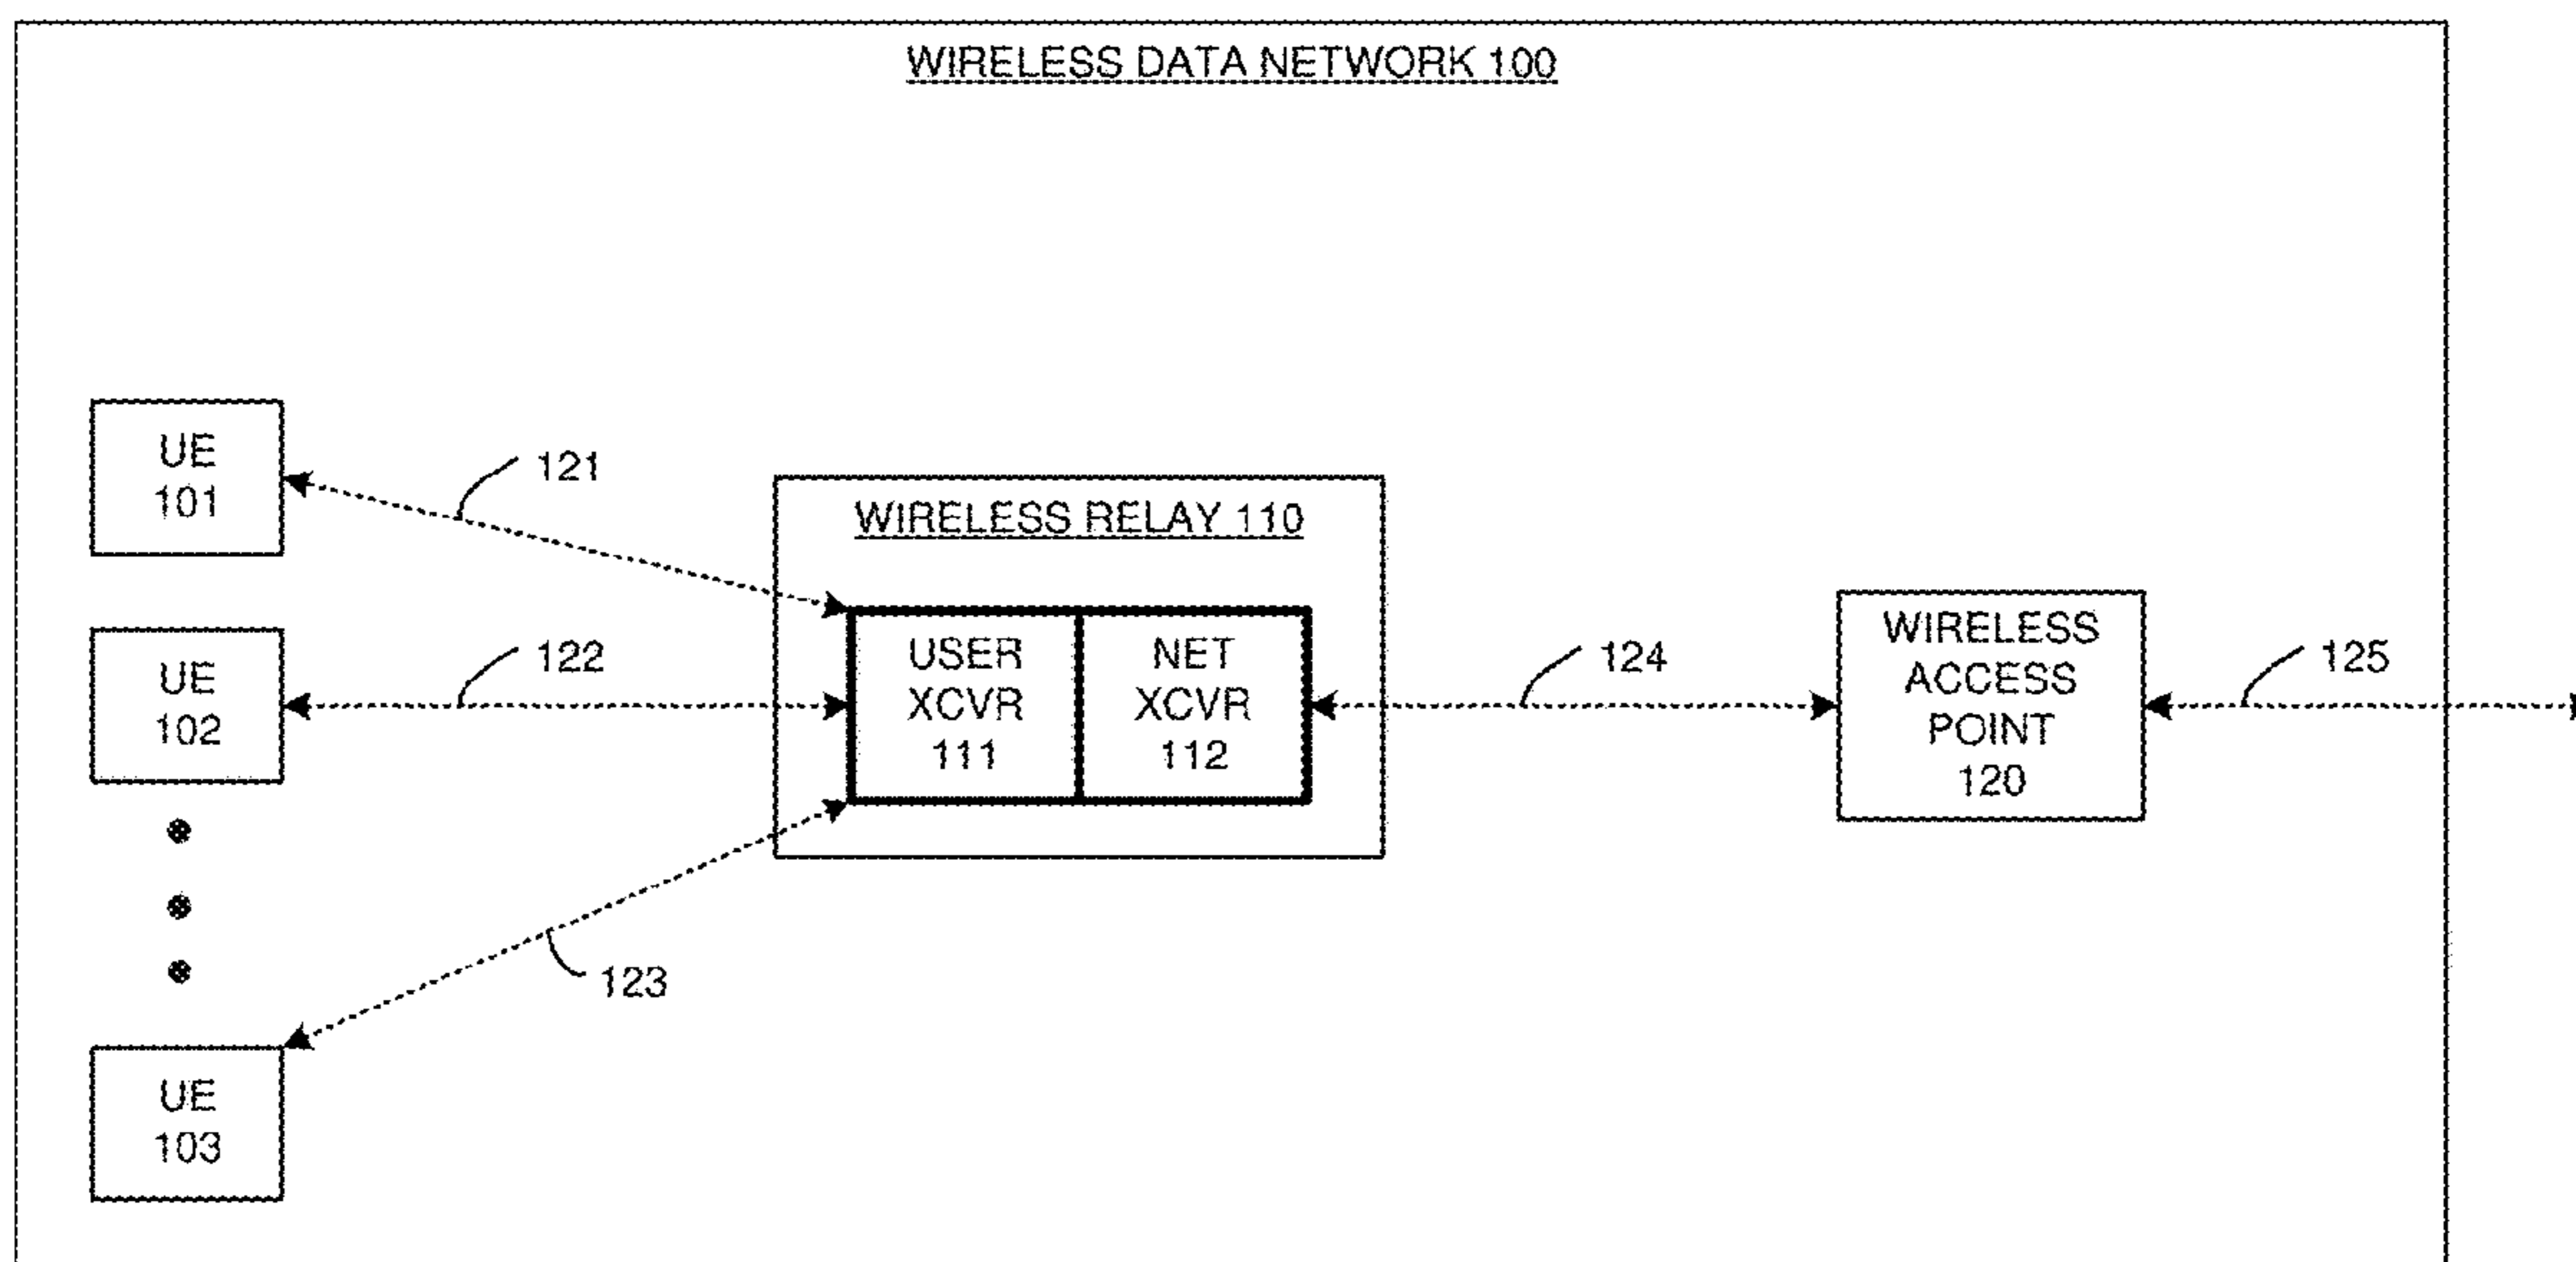 WIRELESS DATA NETWORK 100
UE
101
121
WIRELESS RELAY 110
UE
102
122
USER
XCVR
111
NET
XCVR
112
124
WIRELESS
ACCESS
POINT
120
125
123
UE
103